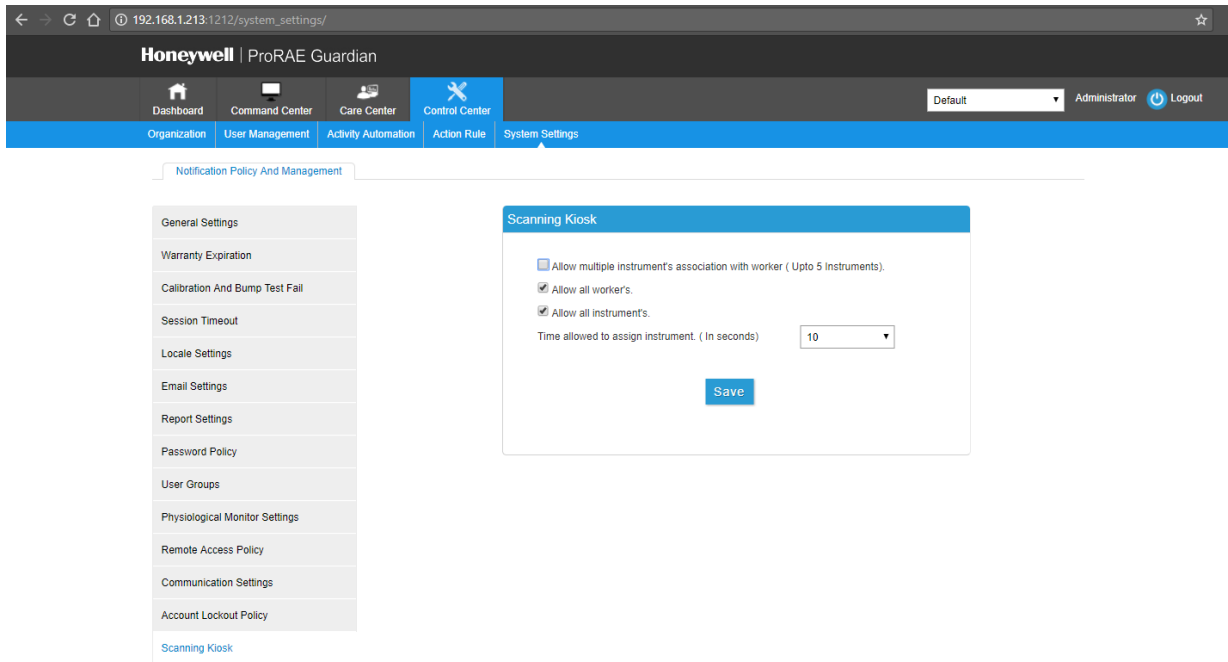 192.168.1.213:1212/system_settings/
Honeywell | ProRAE Guardian
Dashboard Command Center Care Center Control Center Default Administrator Logout
Organization User Management Activity Automation Action Rule System Settings
Notification Policy And Management
General Settings
Warranty Expiration
Calibration And Bump Test Fail
Session Timeout
Locale Settings
Email Settings
Report Settings
Password Policy
User Groups
Physiological Monitor Settings
Remote Access Policy
Communication Settings
Account Lockout Policy
Scanning Kiosk
Scanning Kiosk
Allow multiple instrument's association with worker ( Upto 5 Instruments).
Allow all worker's.
Allow all instrument's.
Time allowed to assign instrument. ( In seconds) 10
Save